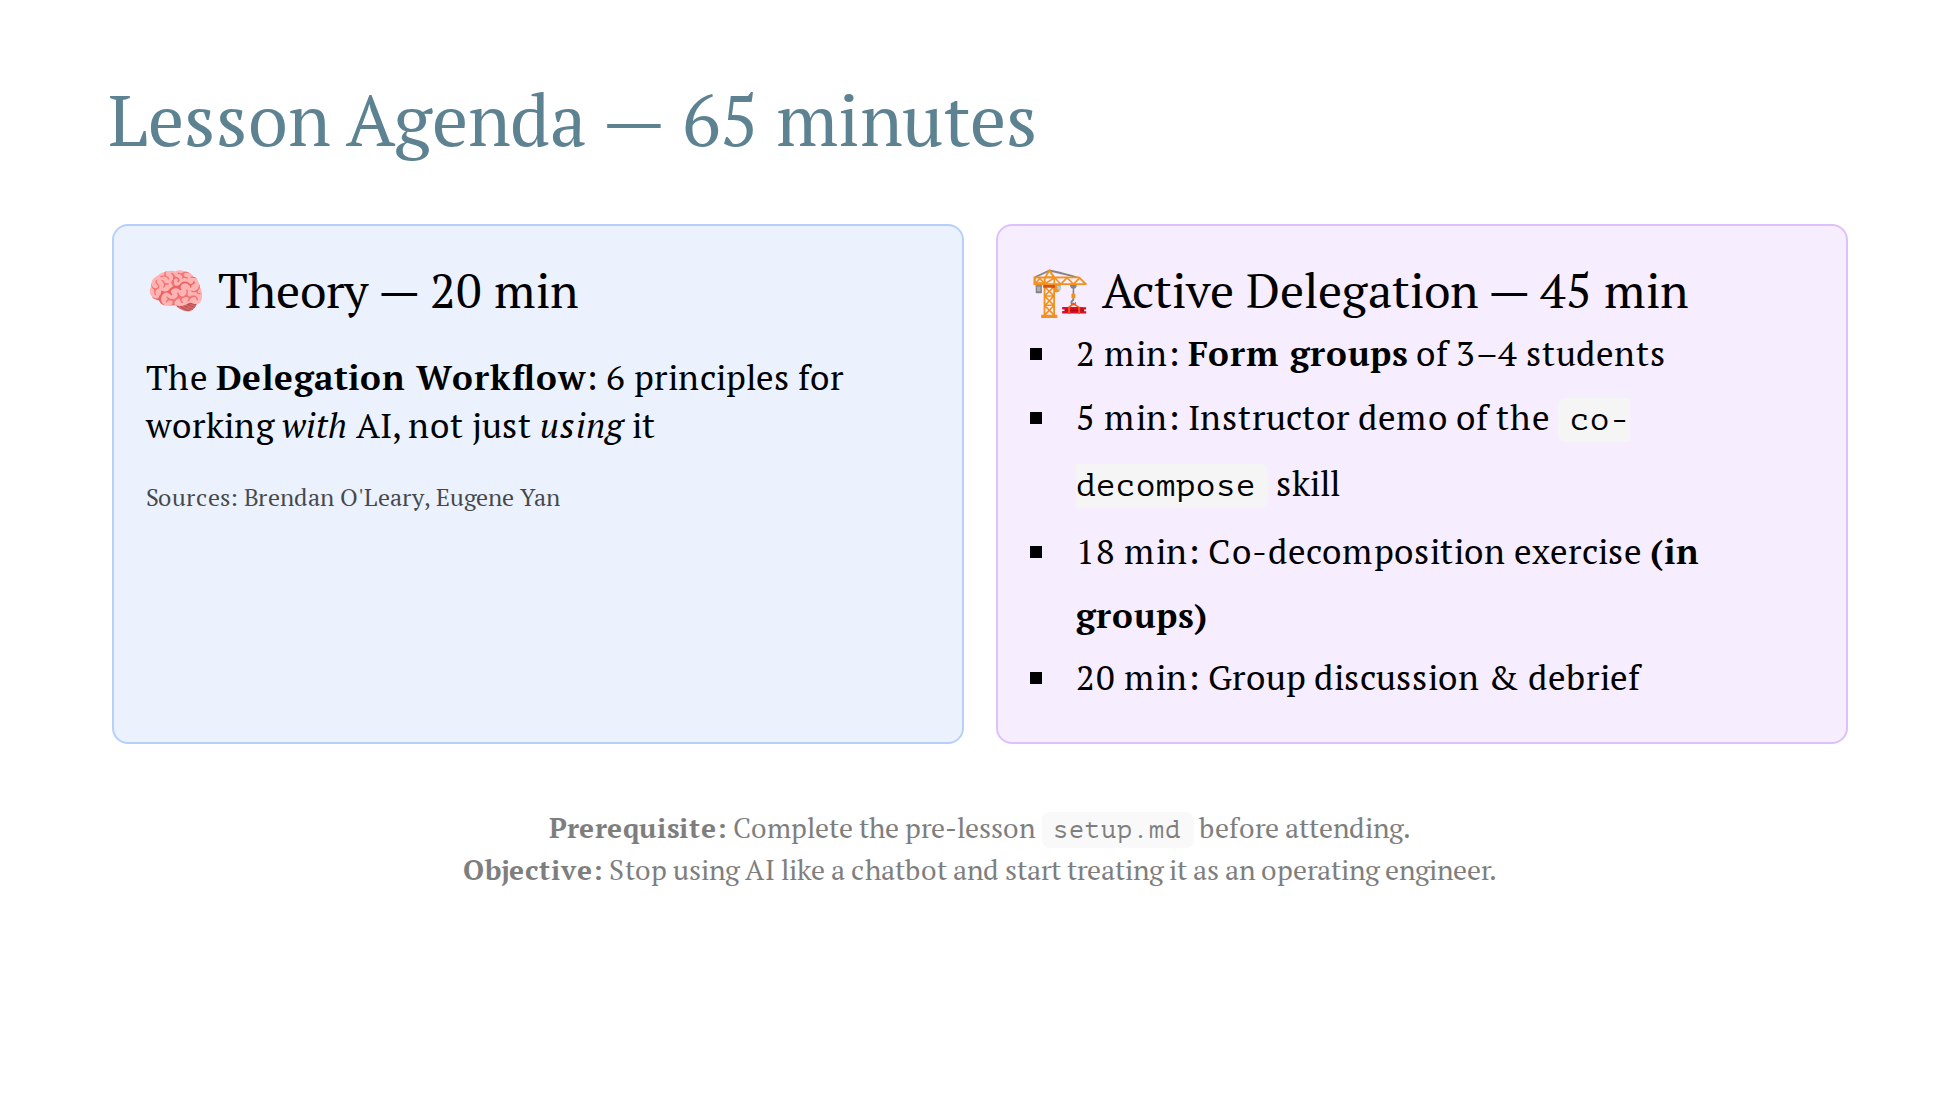 Lesson Agenda — 65 minutes
🧠 Theory — 20 min
The Delegation Workflow: 6 principles for
working with AI, not just using it
Sources: Brendan O'Leary, Eugene Yan
🏗️ Active Delegation — 45 min
▪ 2 min: Form groups of 3–4 students
▪ 5 min: Instructor demo of the co-
decompose skill
▪ 18 min: Co-decomposition exercise (in
groups)
▪ 20 min: Group discussion & debrief
Prerequisite: Complete the pre-lesson setup.md before attending.
Objective: Stop using AI like a chatbot and start treating it as an operating engineer.